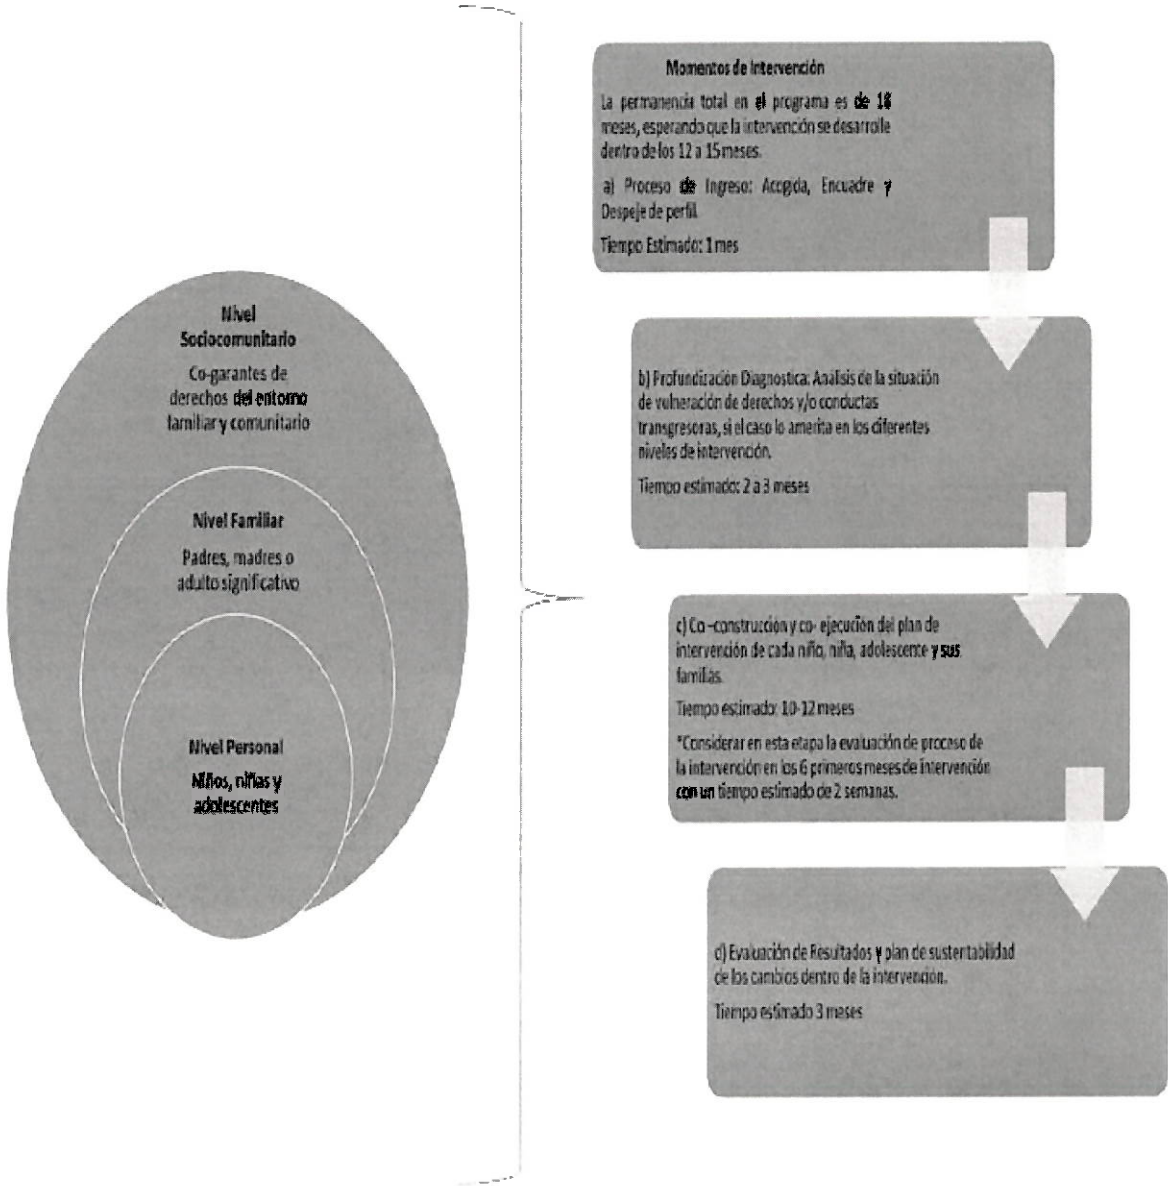 Nivel
Sociocomunitario
Co-garantes de
derechos del entorno
familiar y comunitario
Nivel Familiar
Padres, madres o
adulto significativo
Nivel Personal
Niños, niñas y
adolescentes
Momentos de Intervención
La permanencia total en el programa es de 18
meses, esperando que la intervención se desarrolle
dentro de los 12 a 15 meses.
a) Proceso de Ingreso: Acogida, Encuadre y
Despeje de perfil
Tiempo Estimado: 1 mes
b) Profundización Diagnostica: Análisis de la situación
de vulneración de derechos y/o conductas
transgresoras, si el caso lo amerita en los diferentes
niveles de intervención.
Tiempo estimado: 2 a 3 meses
c) Co –construcción y co- ejecución del plan de
intervención de cada niño, niña, adolescente y sus
familias.
Tiempo estimado: 10-12 meses
*Considerar en esta etapa la evaluación de proceso de
la intervención en los 6 primeros meses de intervención
con un tiempo estimado de 2 semanas.
d) Evaluación de Resultados y plan de sustentabilidad
de los cambios dentro de la intervención.
Tiempo estimado 3 meses